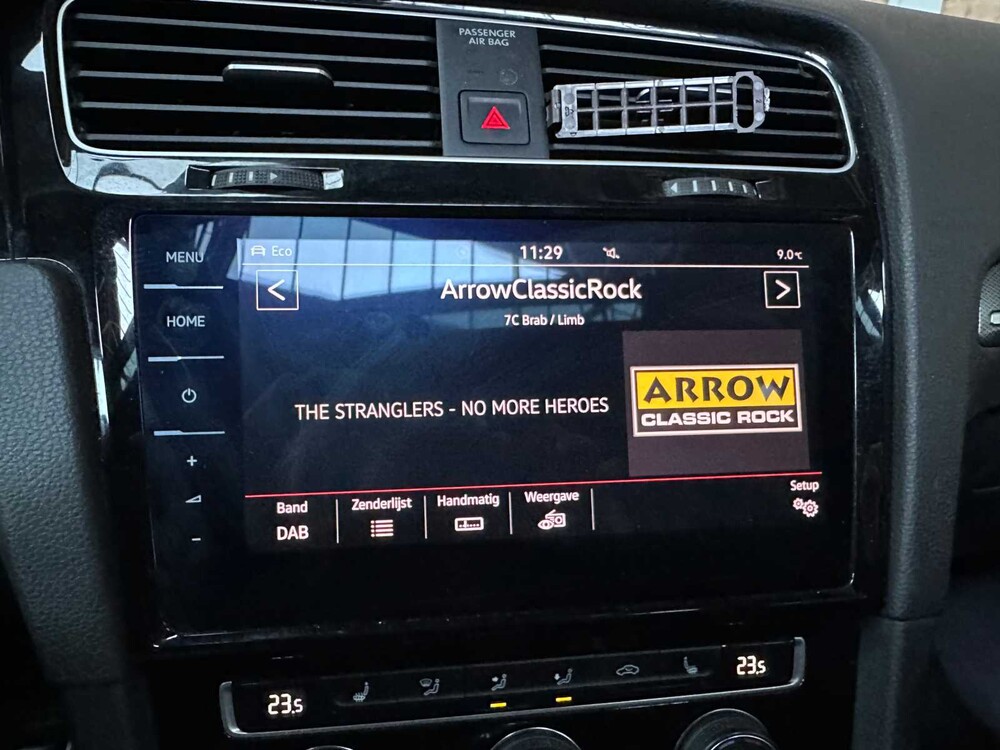 PASSENGER
AIR BAG
MENU
HOME
+
-
Eco
11:29
9.0°C
<
ArrowClassicRock
>
7C Brab / Limb
THE STRANGLERS - NO MORE HEROES
ARROW
CLASSIC ROCK
Band
DAB
Zenderlijst
Handmatig
Weergave
Setup
23.5
23.5